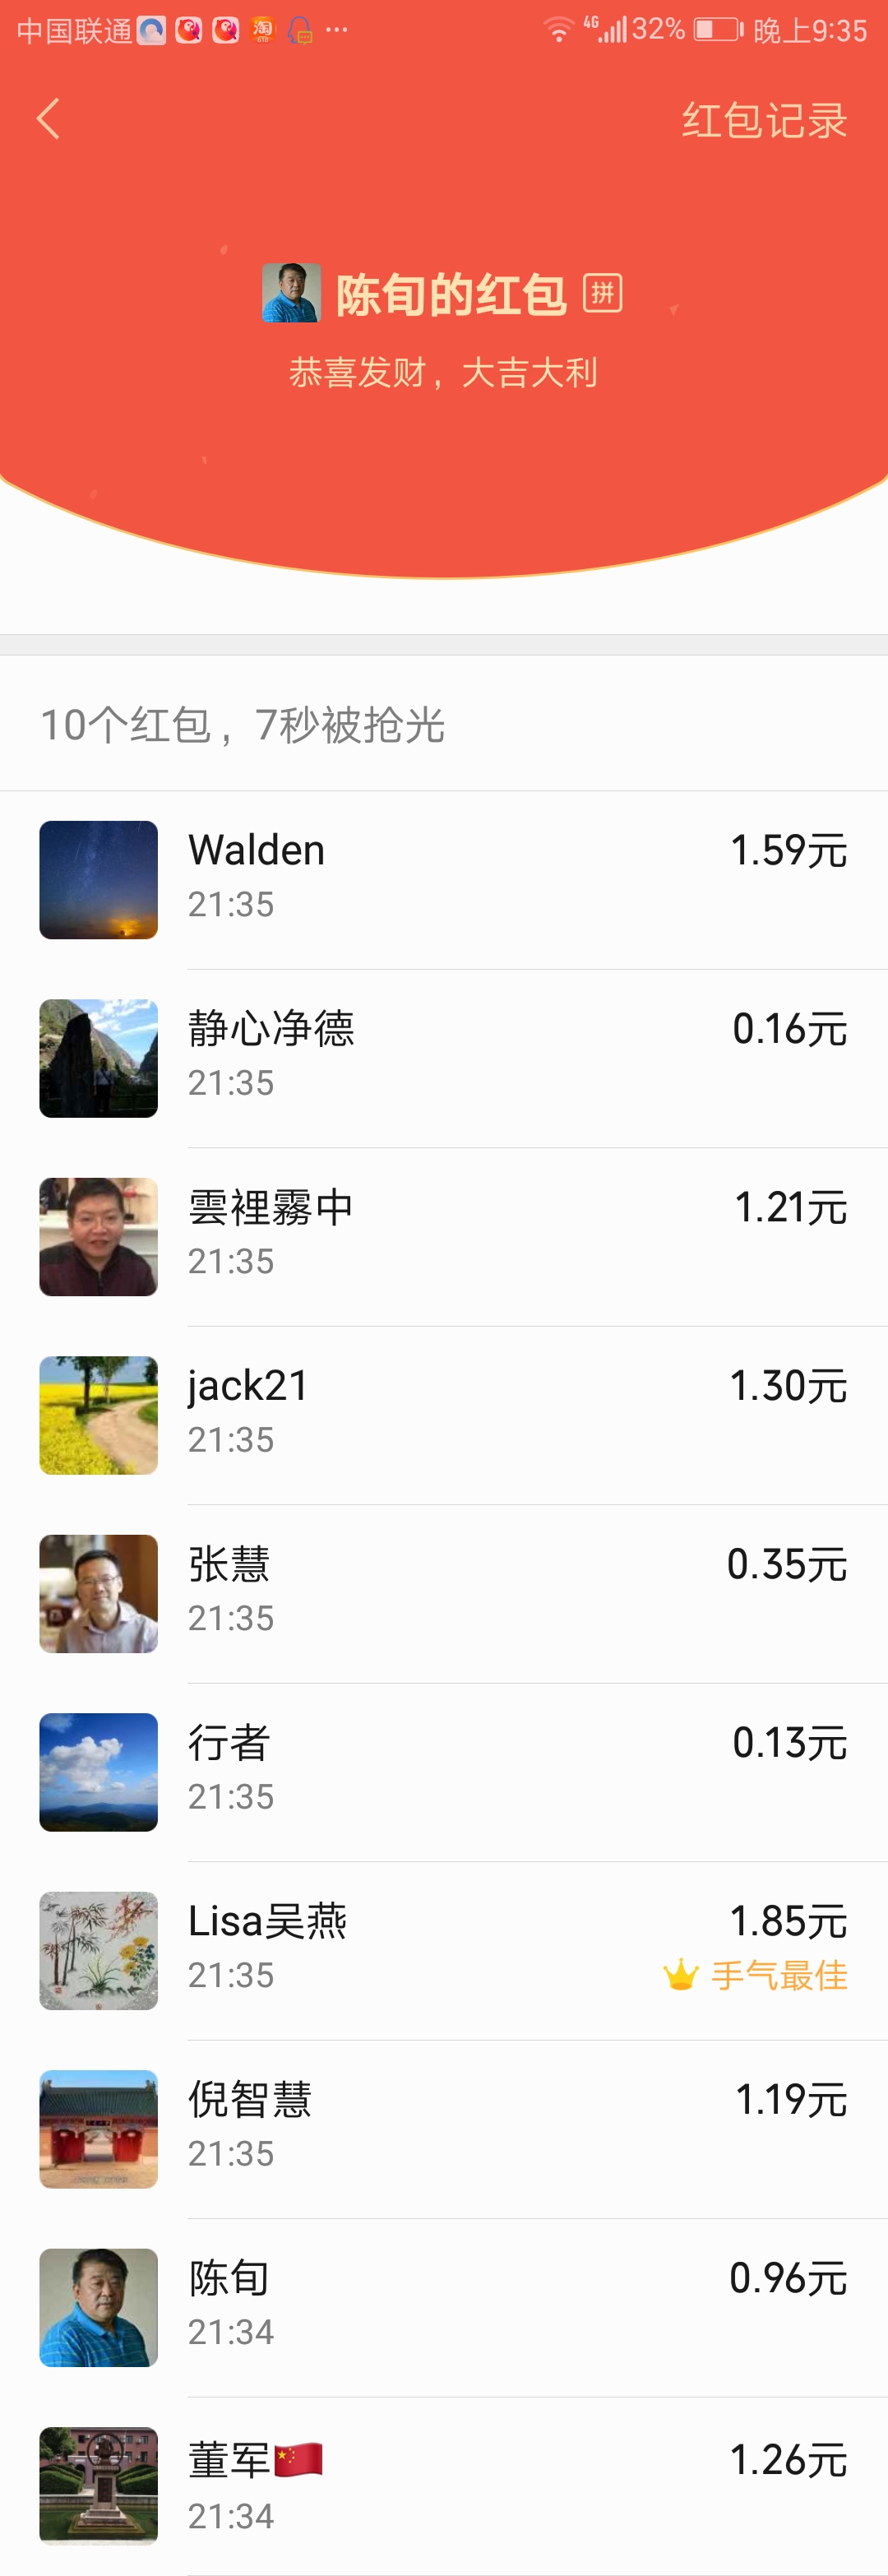 中国联通 淘 ... 4G 32% 晚上9:35
红包记录
陈旬的红包 拼
恭喜发财，大吉大利
10个红包，7秒被抢光
Walden 1.59元
21:35
静心净德 0.16元
21:35
雲裡霧中 1.21元
21:35
jack21 1.30元
21:35
张慧 0.35元
21:35
行者 0.13元
21:35
Lisa吴燕 1.85元
21:35 手气最佳
倪智慧 1.19元
21:35
陈旬 0.96元
21:34
董军🇨🇳 1.26元
21:34